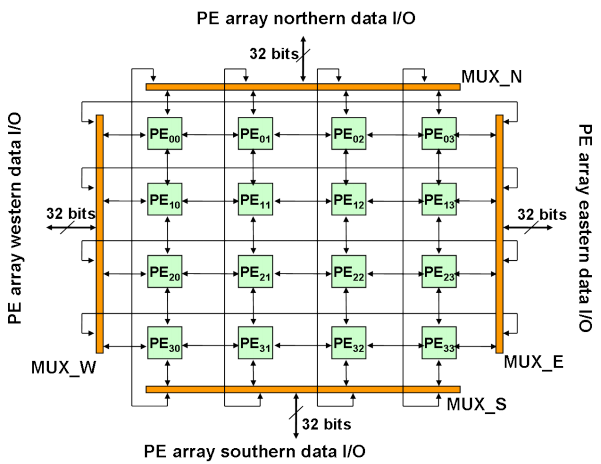 PE array northern data I/O
32 bits
MUX_N
PE00 PE01 PE02 PE03
PE10 PE11 PE12 PE13
PE array western data I/O
32 bits
PE array eastern data I/O
32 bits
PE20 PE21 PE22 PE23
PE30 PE31 PE32 PE33
MUX_W
MUX_E
MUX_S
32 bits
PE array southern data I/O